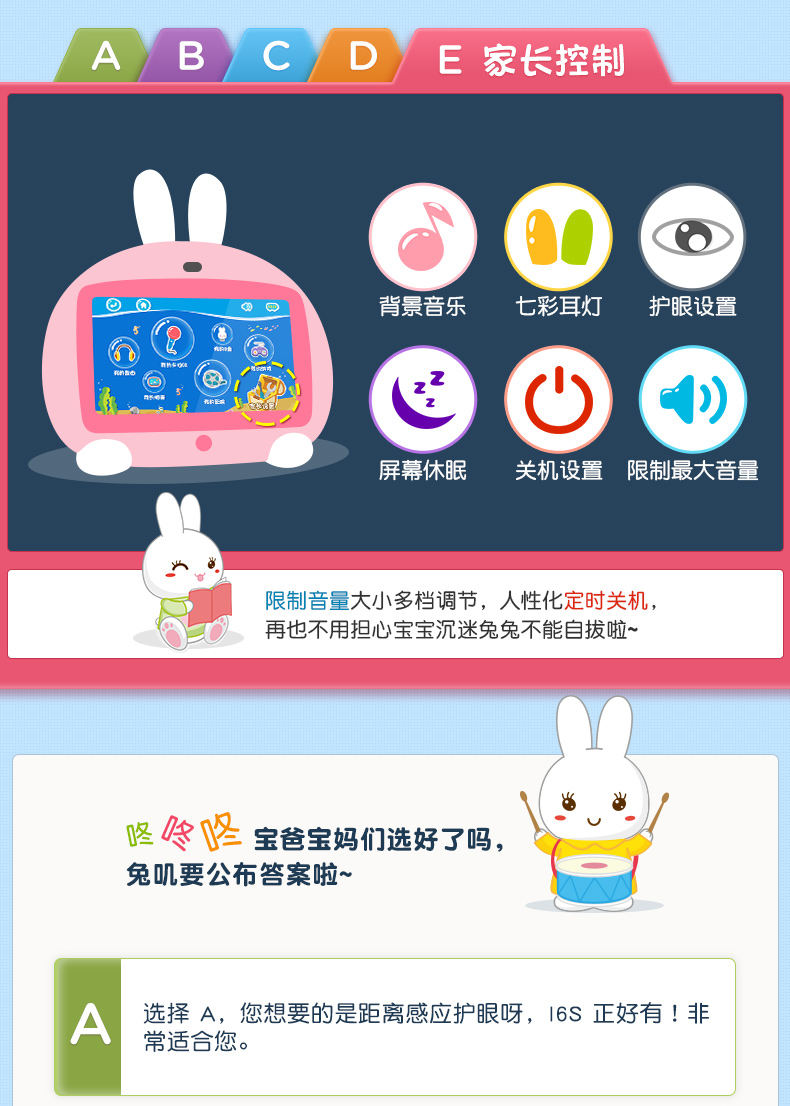 A B C D E 家长控制
背景音乐 七彩耳灯 护眼设置
屏幕休眠 关机设置 限制最大音量
限制音量大小多档调节，人性化定时关机，
再也不用担心宝宝沉迷兔兔不能自拔啦~
咚咚咚 宝爸宝妈们选好了吗，
兔叽要公布答案啦~
A
选择 A，您想要的是距离感应护眼呀，I6S 正好有！非
常适合您。